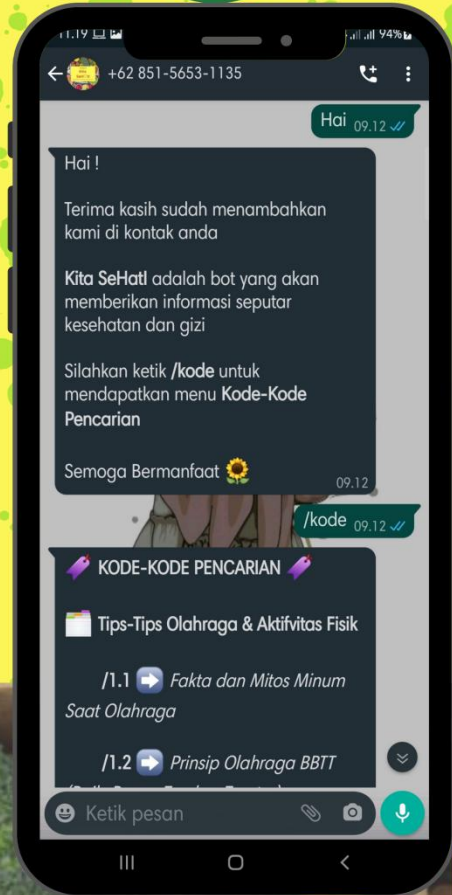 11.19
94%
+62 851-5653-1135
Hai 09.12
Hai !
Terima kasih sudah menambahkan
kami di kontak anda
Kita SeHatI adalah bot yang akan
memberikan informasi seputar
kesehatan dan gizi
Silahkan ketik /kode untuk
mendapatkan menu Kode-Kode
Pencarian
Semoga Bermanfaat 🌻
09.12
/kode 09.12
KODE-KODE PENCARIAN
🗂️ Tips-Tips Olahraga & Aktifvitas Fisik
/1.1 ➡️ Fakta dan Mitos Minum
Saat Olahraga
/1.2 ➡️ Prinsip Olahraga BBTT
Ketik pesan